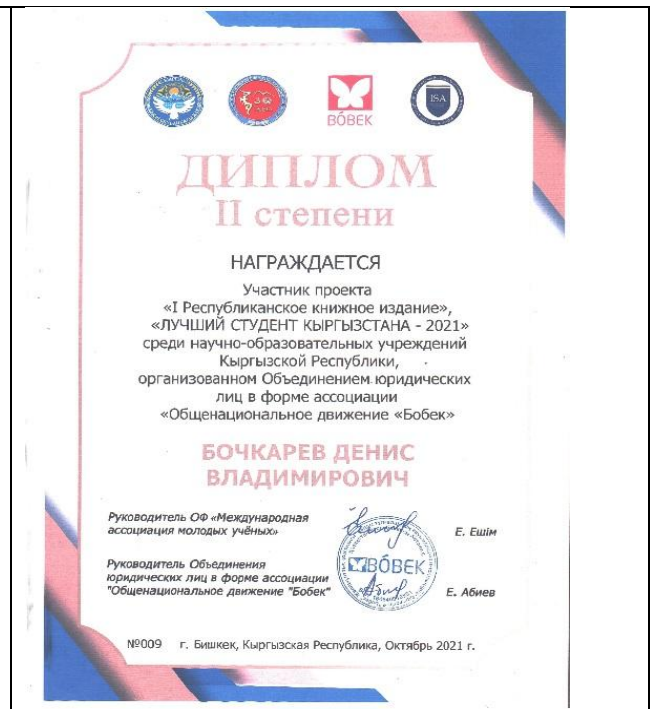 BÓBEK
ISA
ДИПЛОМ
II степени
НАГРАЖДАЕТСЯ
Участник проекта
«I Республиканское книжное издание»,
«ЛУЧШИЙ СТУДЕНТ КЫРГЫЗСТАНА - 2021»
среди научно-образовательных учреждений
Кыргызской Республики,
организованном Объединением юридических
лиц в форме ассоциации
«Общенациональное движение «Бобек»
БОЧКАРЕВ ДЕНИС
ВЛАДИМИРОВИЧ
Руководитель ОФ «Международная
ассоциация молодых учёных»
Е. Ешім
Руководитель Объединения
юридических лиц в форме ассоциации
"Общенациональное движение "Бобек"
BÓBEK
Е. Абиев
№009 г. Бишкек, Кыргызская Республика, Октябрь 2021 г.